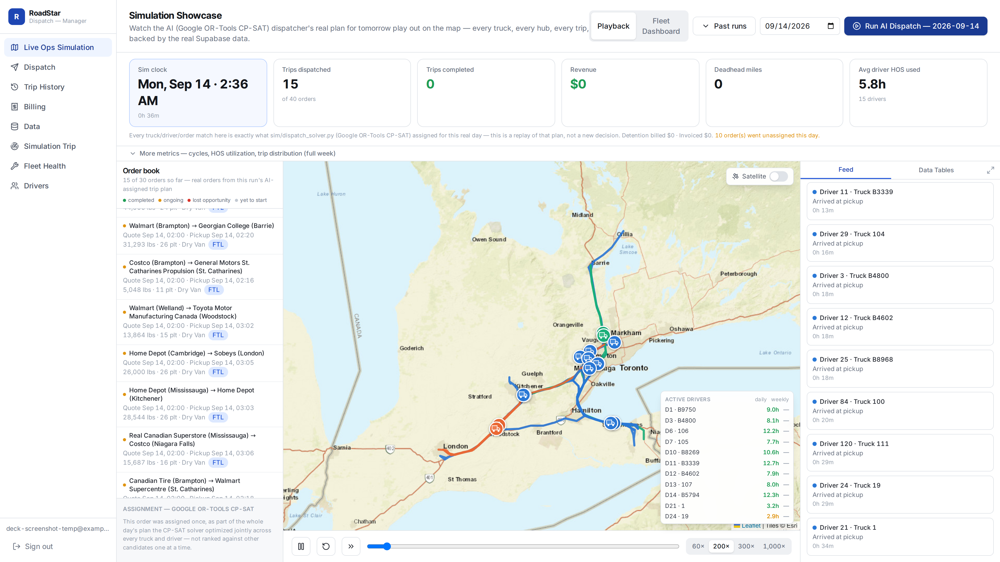 R
RoadStar
Dispatch — Manager
Live Ops Simulation
Dispatch
Trip History
Billing
Data
Simulation Trip
Fleet Health
Drivers
deck-screenshot-temp@examp...
Sign out
Simulation Showcase
Watch the AI (Google OR-Tools CP-SAT) dispatcher's real plan for tomorrow play out on the map — every truck, every hub, every trip,
backed by the real Supabase data.
Playback
Fleet
Dashboard
Past runs
09/14/2026
Run AI Dispatch — 2026-09-14
Sim clock
Mon, Sep 14 · 2:36
AM
0h 36m
Trips dispatched
15
of 40 orders
Trips completed
0
Revenue
$0
Deadhead miles
0
Avg driver HOS used
5.8h
15 drivers
Every truck/driver/order match here is exactly what sim/dispatch_solver.py (Google OR-Tools CP-SAT) assigned for this real day — this is a replay of that plan, not a new decision. Detention billed $0 · Invoiced $0. 10 order(s) went unassigned this day.
More metrics — cycles, HOS utilization, trip distribution (full week)
Order book
15 of 30 orders so far — real orders from this run's AI-
assigned trip plan
completed
ongoing
lost opportunity
yet to start
Walmart (Brampton) → Georgian College (Barrie)
Quote Sep 14, 02:00 · Pickup Sep 14, 02:20
31,293 lbs · 26 plt · Dry Van FTL
Costco (Brampton) → General Motors St.
Catharines Propulsion (St. Catharines)
Quote Sep 14, 02:00 · Pickup Sep 14, 02:16
5,048 lbs · 11 plt · Dry Van FTL
Walmart (Welland) → Toyota Motor
Manufacturing Canada (Woodstock)
Quote Sep 14, 02:00 · Pickup Sep 14, 03:02
13,864 lbs · 15 plt · Dry Van FTL
Home Depot (Cambridge) → Sobeys (London)
Quote Sep 14, 02:00 · Pickup Sep 14, 03:05
26,000 lbs · 26 plt · Dry Van FTL
Home Depot (Mississauga) → Home Depot
(Kitchener)
Quote Sep 14, 02:00 · Pickup Sep 14, 03:03
28,544 lbs · 26 plt · Dry Van FTL
Real Canadian Superstore (Mississauga) →
Costco (Niagara Falls)
Quote Sep 14, 02:00 · Pickup Sep 14, 03:06
15,687 lbs · 16 plt · Dry Van FTL
Canadian Tire (Brampton) → Walmart
Supercentre (St. Catharines)
ASSIGNMENT — GOOGLE OR-TOOLS CP-SAT
This order was assigned once, as part of the whole
day's plan the CP-SAT solver optimized jointly across
every truck and driver — not ranked against other
candidates one at a time.
Satellite
Lake Huron
Midland
Orillia
Owen Sound
Lake
Simcoe
Barrie
Peterborough
CANADA
Orangeville
Oshawa
Markham
Pickering
Goderich
Lake Ontario
Toronto
Guelph
Kitchener
Oakville
Stratford
Hamilton
403
Brantford
London
Sarnia
402
401
St Thomas
Lake St Clair
Chatham
ACTIVE DRIVERS daily weekly
D1 · B9750 9.0h —
D3 · B4800 8.1h —
D6 · 106 12.2h —
D7 · 105 7.7h —
D10 · B8269 10.6h —
D11 · B3339 12.7h —
D12 · B4602 7.9h —
D13 · 107 8.0h —
D14 · B5794 12.3h —
D21 · 1 3.2h —
D24 · 19 2.9h —
Leaflet | Tiles © Esri
60×
200×
300×
1,000×
Feed
Data Tables
Driver 11 · Truck B3339
Arrived at pickup
0h 13m
Driver 29 · Truck 104
Arrived at pickup
0h 16m
Driver 3 · Truck B4800
Arrived at pickup
0h 18m
Driver 12 · Truck B4602
Arrived at pickup
0h 18m
Driver 25 · Truck B8968
Arrived at pickup
0h 18m
Driver 84 · Truck 100
Arrived at pickup
0h 20m
Driver 120 · Truck 111
Arrived at pickup
0h 29m
Driver 24 · Truck 19
Arrived at pickup
0h 29m
Driver 21 · Truck 1
Arrived at pickup
0h 34m